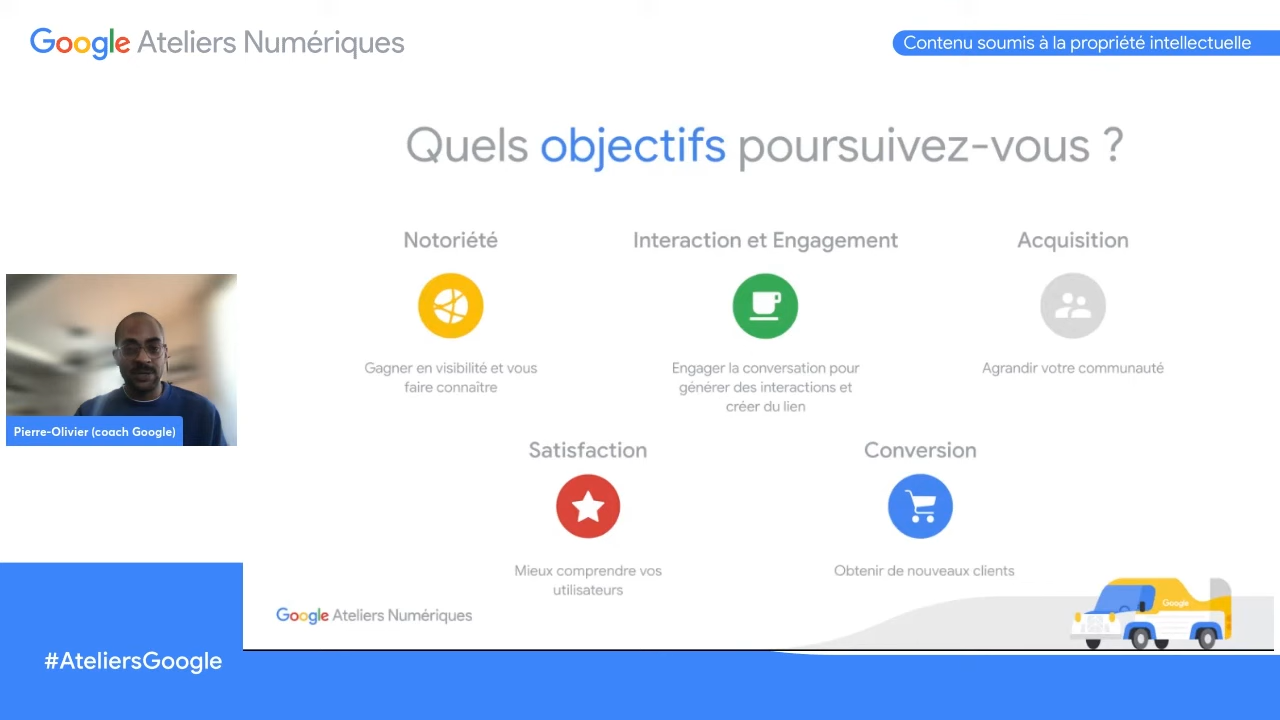 Google Ateliers Numériques
Contenu soumis à la propriété intellectuelle
Quels objectifs poursuivez-vous ?
Notoriété
Gagner en visibilité et vous
faire connaître
Interaction et Engagement
Engager la conversation pour
générer des interactions et
créer du lien
Acquisition
Agrandir votre communauté
Pierre-Olivier (coach Google)
Satisfaction
Mieux comprendre vos
utilisateurs
Conversion
Obtenir de nouveaux clients
Google Ateliers Numériques
Google
#AteliersGoogle